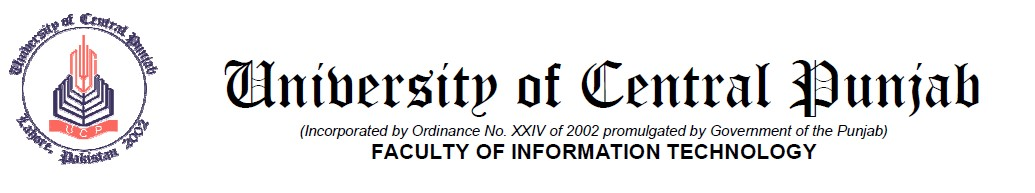 University of Central Punjab
Lahore, Pakistan 2002
UCP
University of Central Punjab
(Incorporated by Ordinance No. XXIV of 2002 promulgated by Government of the Punjab)
FACULTY OF INFORMATION TECHNOLOGY